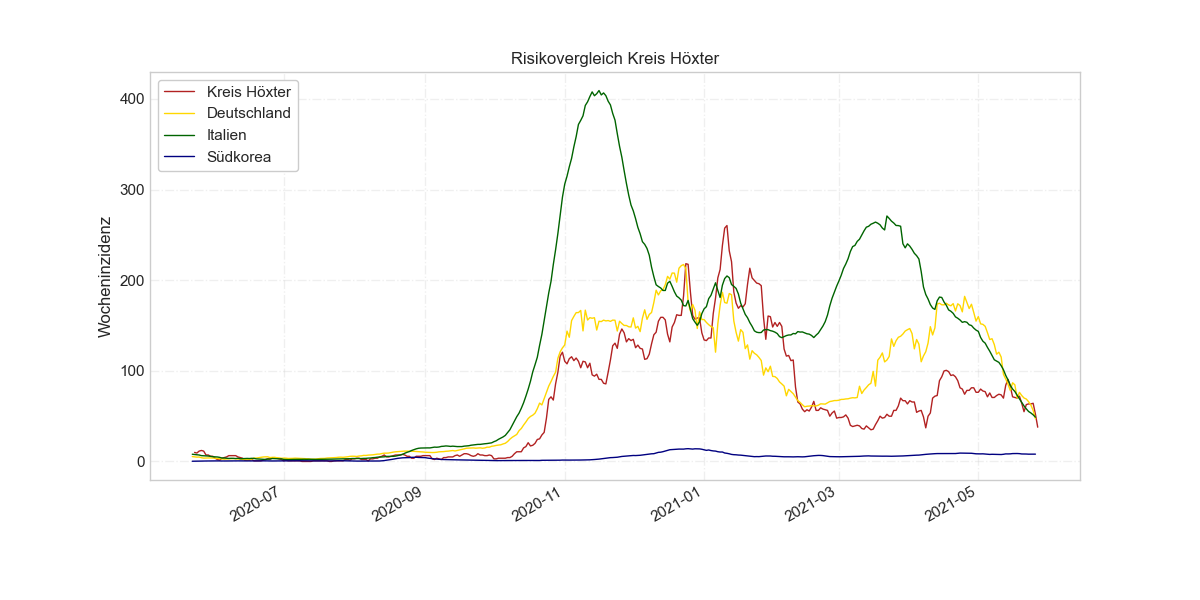 Risikovergleich Kreis Höxter
Kreis Höxter
Deutschland
Italien
Südkorea
Wocheninzidenz
400
300
200
100
0
2020-07
2020-09
2020-11
2021-01
2021-03
2021-05